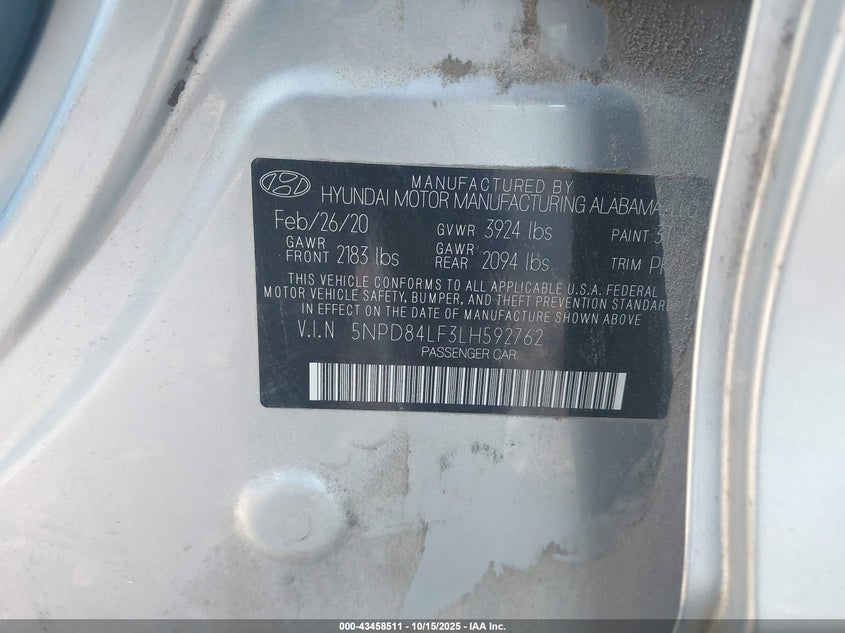 MANUFACTURED BY
HYUNDAI MOTOR MANUFACTURING ALABAMA
Feb/26/20 GVWR 3924 lbs PAINT
GAWR FRONT 2183 lbs GAWR REAR 2094 lbs TRIM
THIS VEHICLE CONFORMS TO ALL APPLICABLE U.S.A. FEDERAL
MOTOR VEHICLE SAFETY, BUMPER, AND THEFT PREVENTION STANDAR
IN EFFECT ON THE DATE OF MANUFACTURE SHOWN ABOVE
V.I.N 5NPD84LF3LH592762
PASSENGER CAR
000-43458511 - 10/15/2025 - IAA Inc.